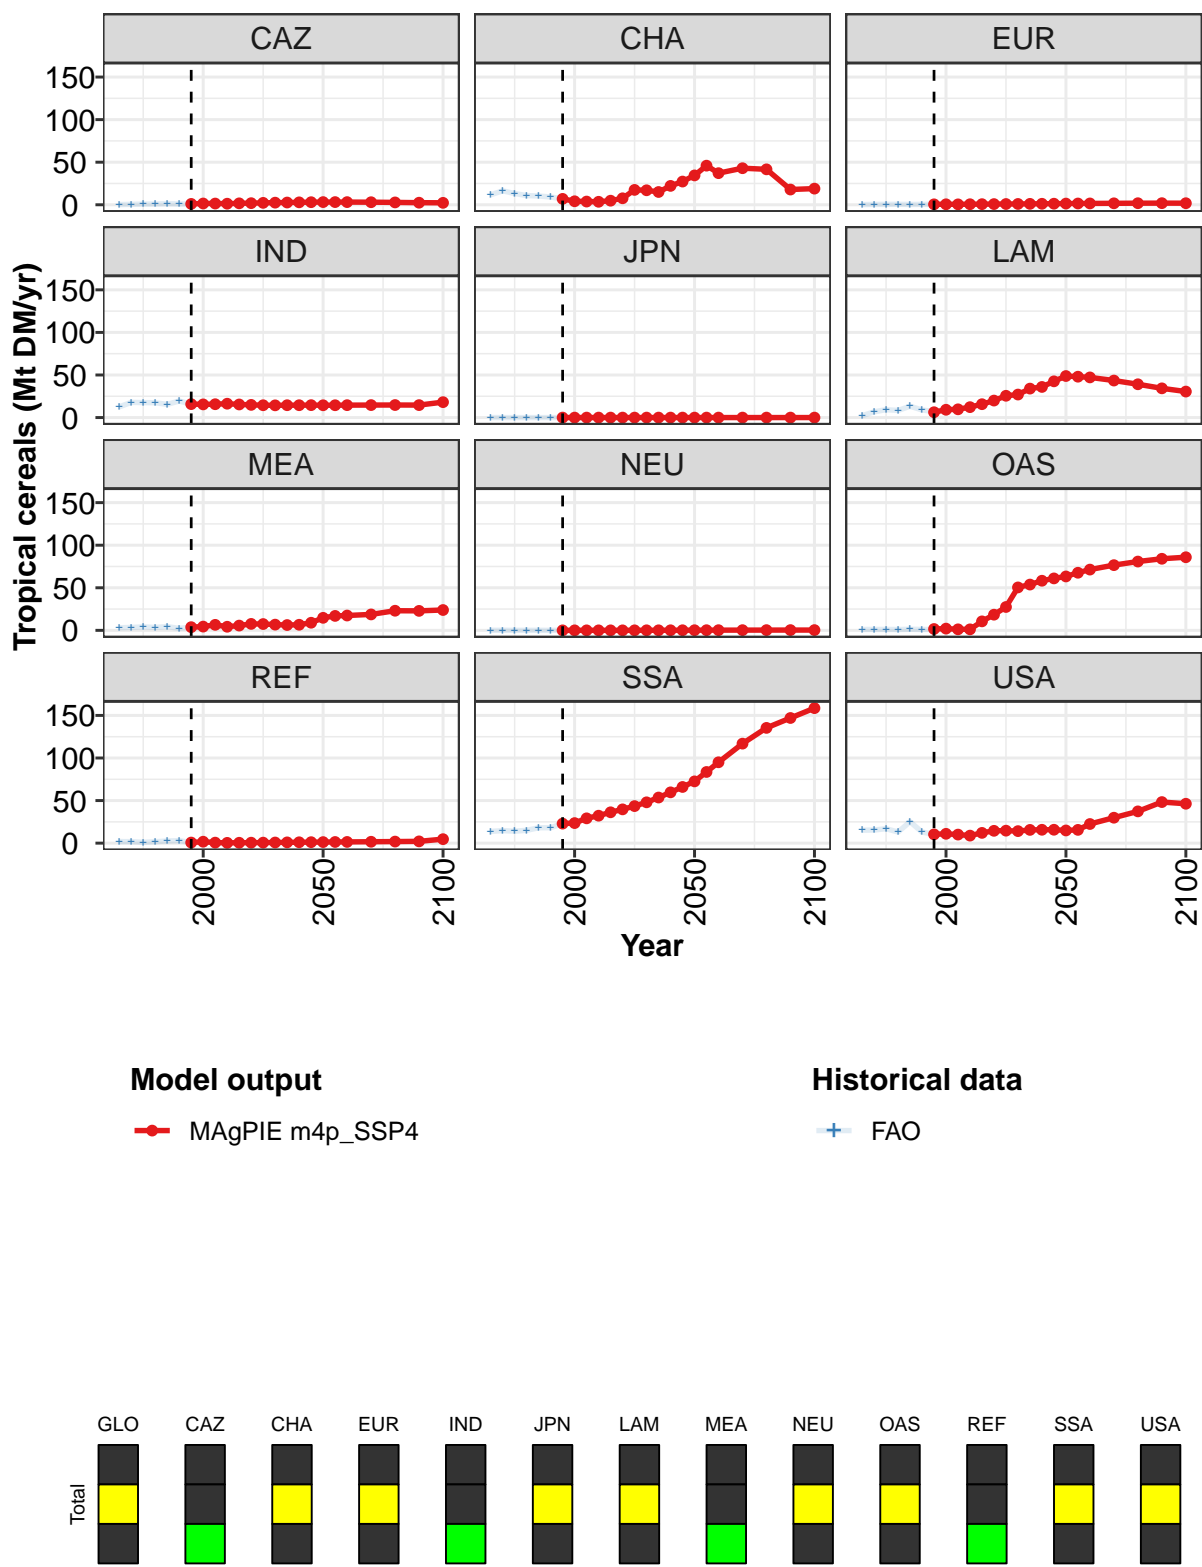 CAZ CHA EUR
150
100
50
0
IND JPN LAM
150
100
50
0
Tropical cereals (Mt DM/yr)
MEA NEU OAS
150
100
50
0
REF SSA USA
150
100
50
0
2000 2050 2100 2000 2050 2100 2000 2050 2100
Year
Model output Historical data
MAgPIE m4p_SSP4 FAO
GLO CAZ CHA EUR IND JPN LAM MEA NEU OAS REF SSA USA
Total